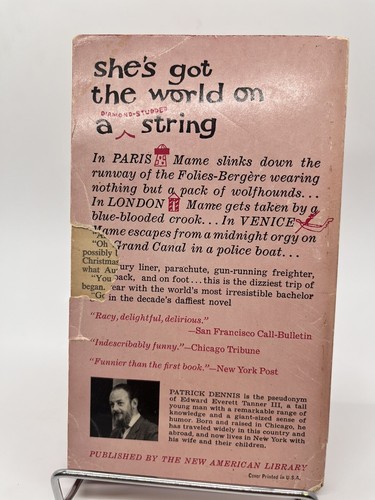 she's got
the world on
DIAMOND-STUDDED
a string
In PARIS Mame slinks down the
runway of the Folies-Bergère wearing
nothing but a pack of wolfhounds...
In LONDON Mame gets taken by a
blue-blooded crook... In VENICE
Mame escapes from a midnight orgy on
"Oh Grand Canal in a police boat...
possibly
Christmas ury liner, parachute, gun-running freighter,
what Au back, and on foot... this is the dizziest trip of
"You
began. ear with the world's most irresistible bachelor
"Go in the decade's daffiest novel
"Racy, delightful, delirious."
—San Francisco Call-Bulletin
"Indescribably funny."—Chicago Tribune
"Funnier than the first book."—New York Post
PATRICK DENNIS is the pseudonym
of Edward Everett Tanner III, a tall
young man with a remarkable range of
knowledge and a giant-sized sense of
humor. Born and raised in Chicago, he
has traveled widely in this country and
abroad, and now lives in New York with
his wife and their children.
PUBLISHED BY THE NEW AMERICAN LIBRARY
Cover Printed in U.S.A.